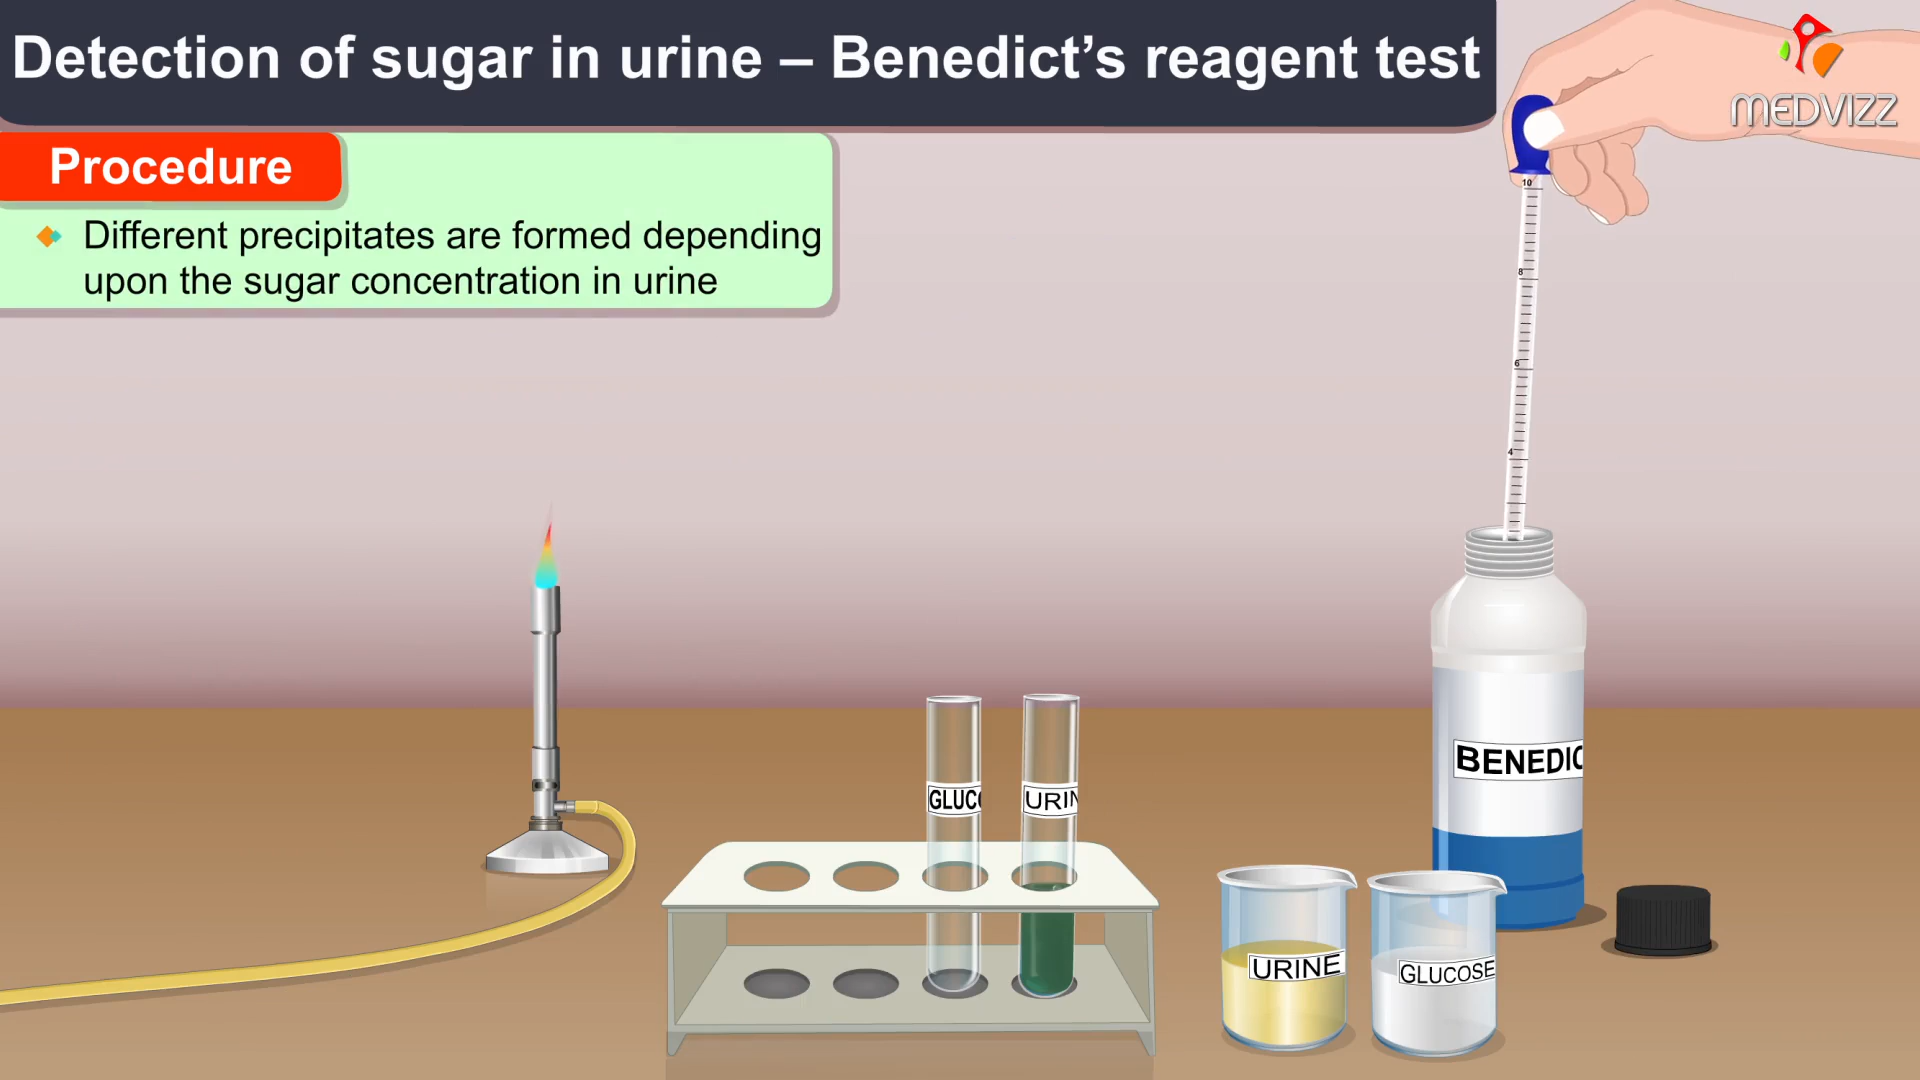 Detection of sugar in urine – Benedict’s reagent test
MEDVIZZ
Procedure
Different precipitates are formed depending
upon the sugar concentration in urine
10
8
6
4
BENEDIC
GLUCO
URIN
URINE
GLUCOSE